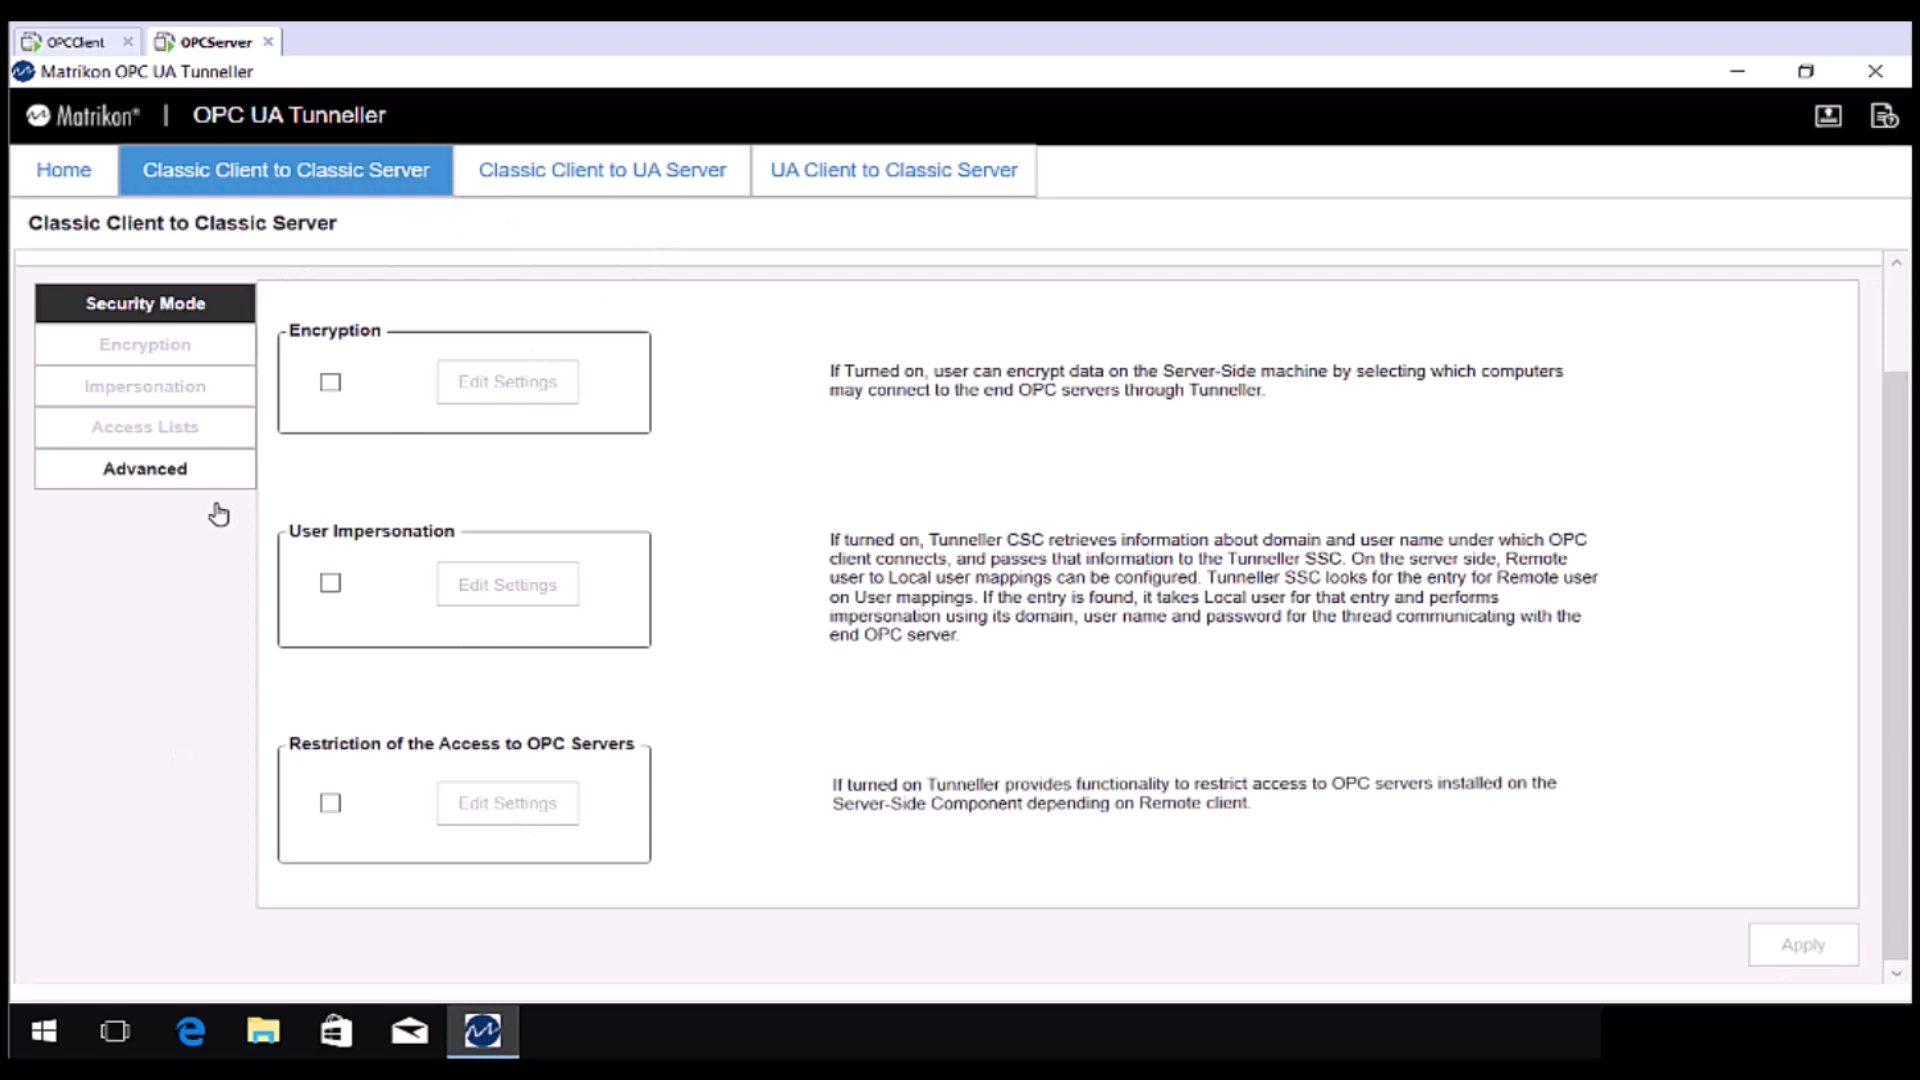 OPCClient × OPCServer ×
Matrikon OPC UA Tunneller
Matrikon® | OPC UA Tunneller
Home Classic Client to Classic Server Classic Client to UA Server UA Client to Classic Server
Classic Client to Classic Server
Security Mode
Encryption
Impersonation
Access Lists
Advanced
Encryption
Edit Settings
If Turned on, user can encrypt data on the Server-Side machine by selecting which computers
may connect to the end OPC servers through Tunneller.
User Impersonation
Edit Settings
If turned on, Tunneller CSC retrieves information about domain and user name under which OPC
client connects, and passes that information to the Tunneller SSC. On the server side, Remote
user to Local user mappings can be configured. Tunneller SSC looks for the entry for Remote user
on User mappings. If the entry is found, it takes Local user for that entry and performs
impersonation using its domain, user name and password for the thread communicating with the
end OPC server.
Restriction of the Access to OPC Servers
Edit Settings
If turned on Tunneller provides functionality to restrict access to OPC servers installed on the
Server-Side Component depending on Remote client.
Apply